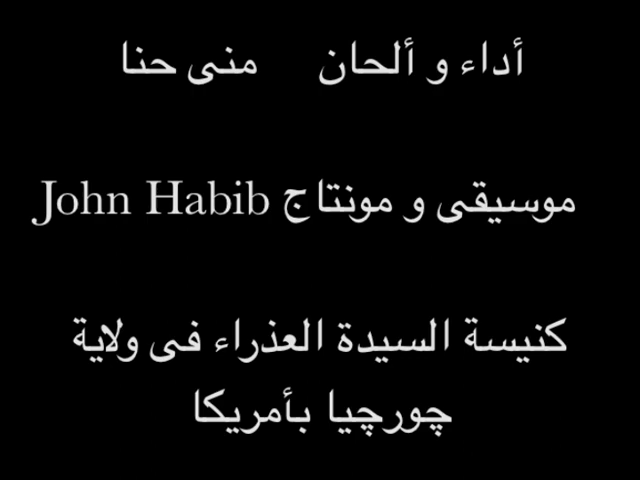 أداء و ألحان منى حنا
موسيقى و مونتاج John Habib
كنيسة السيدة العذراء فى ولاية
چورچيا بأمريكا